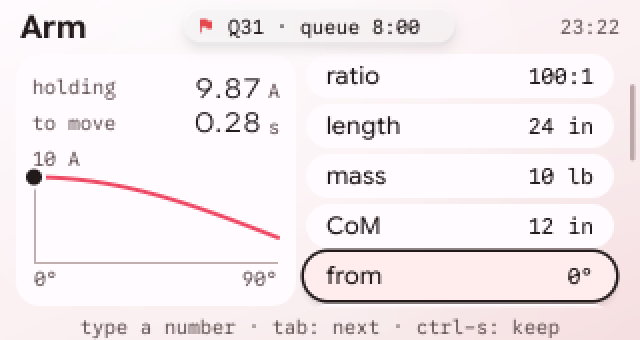 Arm
Q31 · queue 8:00
23:22
holding 9.87 A
to move 0.28 s
10 A
0° 90°
ratio 100:1
length 24 in
mass 10 lb
CoM 12 in
from 0°
type a number · tab: next · ctrl-s: keep